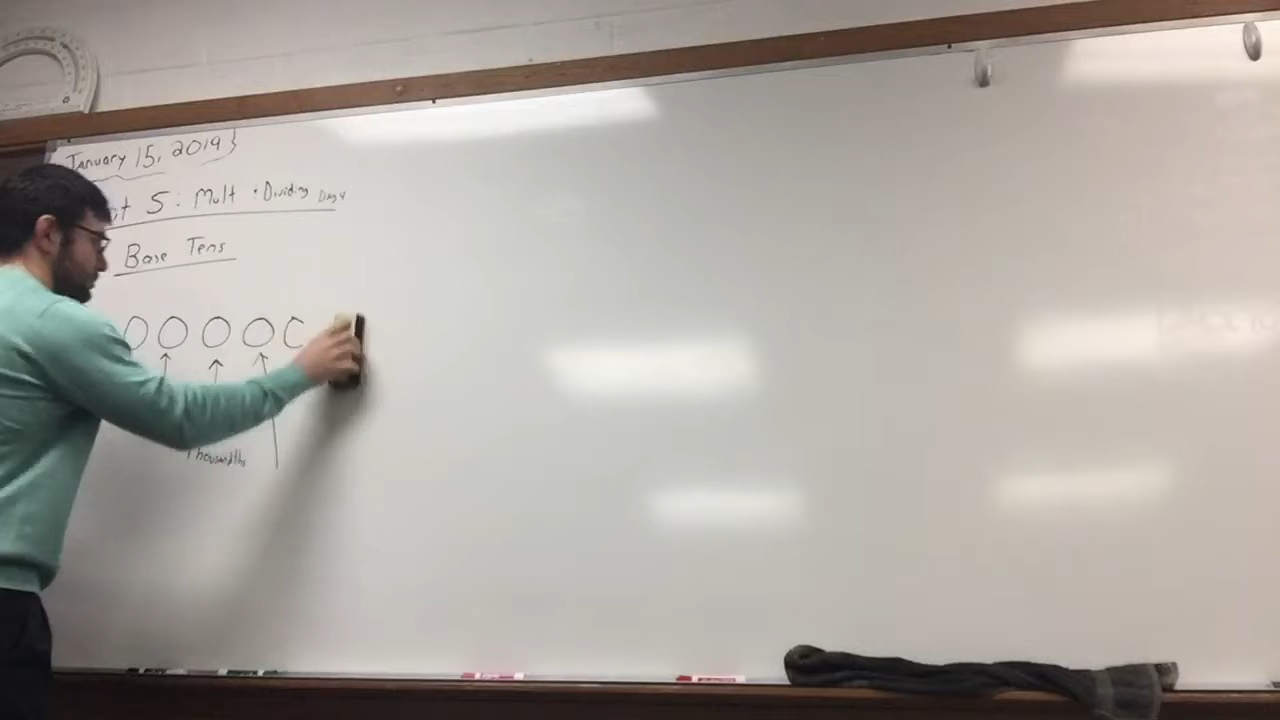 January 15, 2019
5: Mult ÷ Dividing Day 4
Base Tens
Thousandths